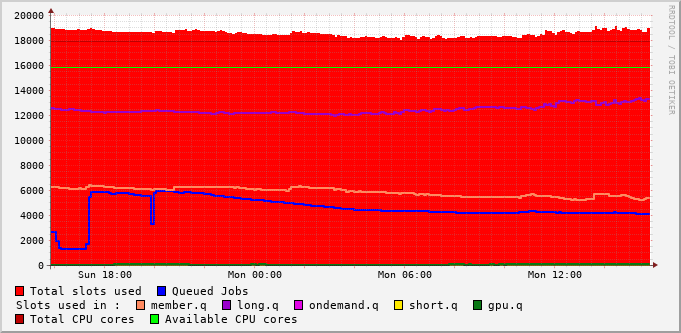 20000
18000
16000
14000
12000
10000
8000
6000
4000
2000
0
Sun 18:00 Mon 00:00 Mon 06:00 Mon 12:00
RRDTOOL / TOBI OETIKER
Total slots used Queued Jobs
Slots used in : member.q long.q ondemand.q short.q gpu.q
Total CPU cores Available CPU cores